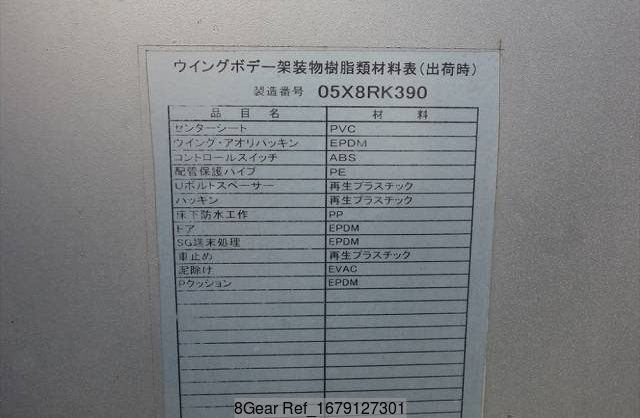 ウイングボデー架装物樹脂類材料表(出荷時)
製造番号 05X8RK390
品目名 材料
センターシート PVC
ウイング・アオリパッキン EPDM
コントロールスイッチ ABS
配管保護パイプ PE
Uボルトスペーサー 再生プラスチック
パッキン 再生プラスチック
床下防水工作 PP
ドア EPDM
SG端末処理 EPDM
車止め 再生プラスチック
泥除け EVAC
Pクッション EPDM
8Gear Ref_1679127301